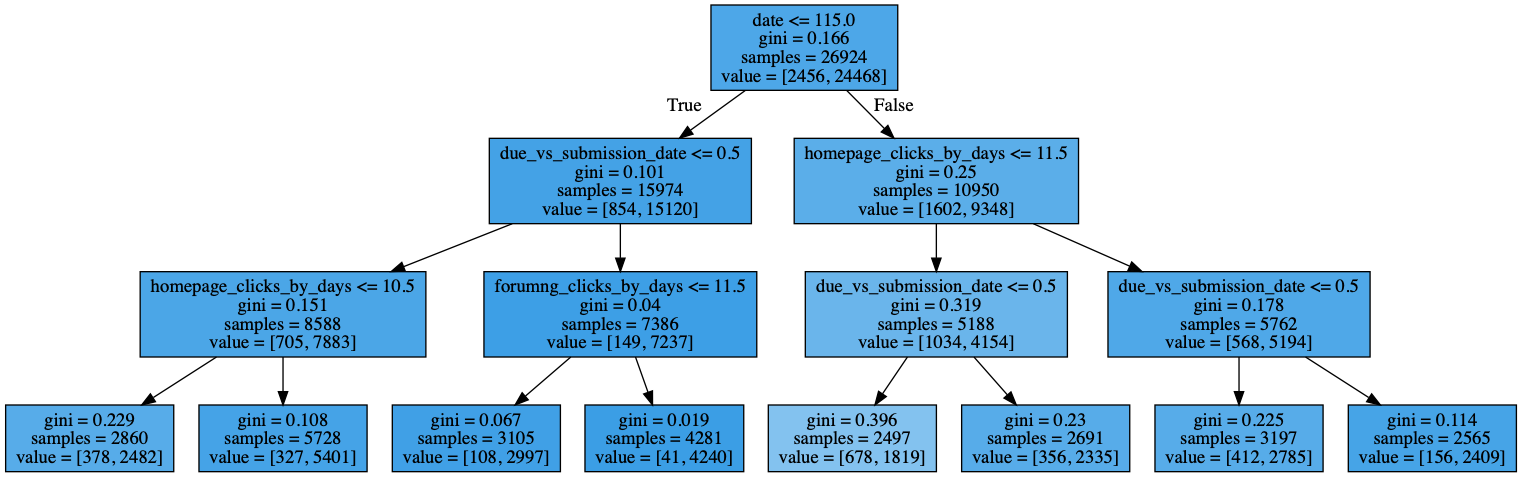 date <= 115.0
gini = 0.166
samples = 26924
value = [2456, 24468]
True
False
due_vs_submission_date <= 0.5
gini = 0.101
samples = 15974
value = [854, 15120]
homepage_clicks_by_days <= 11.5
gini = 0.25
samples = 10950
value = [1602, 9348]
homepage_clicks_by_days <= 10.5
gini = 0.151
samples = 8588
value = [705, 7883]
forumng_clicks_by_days <= 11.5
gini = 0.04
samples = 7386
value = [149, 7237]
due_vs_submission_date <= 0.5
gini = 0.319
samples = 5188
value = [1034, 4154]
due_vs_submission_date <= 0.5
gini = 0.178
samples = 5762
value = [568, 5194]
gini = 0.229
samples = 2860
value = [378, 2482]
gini = 0.108
samples = 5728
value = [327, 5401]
gini = 0.067
samples = 3105
value = [108, 2997]
gini = 0.019
samples = 4281
value = [41, 4240]
gini = 0.396
samples = 2497
value = [678, 1819]
gini = 0.23
samples = 2691
value = [356, 2335]
gini = 0.225
samples = 3197
value = [412, 2785]
gini = 0.114
samples = 2565
value = [156, 2409]